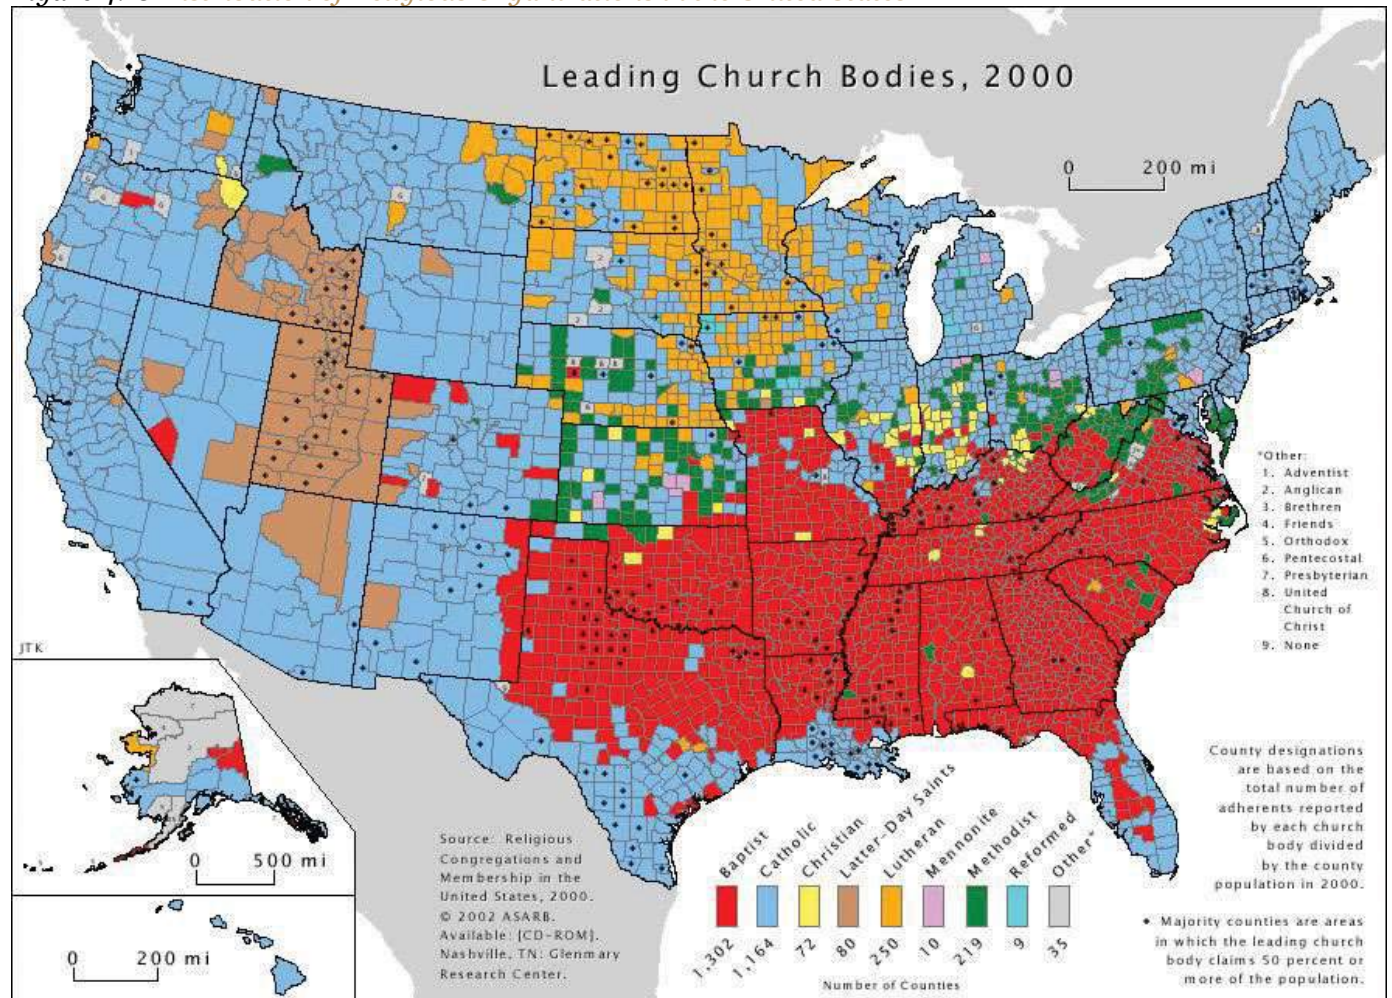 Leading Church Bodies, 2000
0 200 mi
*Other:
1. Adventist
2. Anglican
3. Brethren
4. Friends
5. Orthodox
6. Pentecostal
7. Presbyterian
8. United
Church of
Christ
9. None
JTK
County designations
are based on the
total number of
adherents reported
by each church
body divided
by the county
population in 2000.
0 500 mi
0 200 mi
Source: Religious
Congregations and
Membership in the
United States, 2000.
© 2002 ASARB.
Available: [CD-ROM].
Nashville, TN: Glenmary
Research Center.
Baptist
Catholic
Christian
Latter-Day Saints
Lutheran
Mennonite
Methodist
Reformed
Other*
1,302
1,164
72
80
250
10
219
9
35
Number of Counties
• Majority counties are areas
in which the leading church
body claims 50 percent or
more of the population.